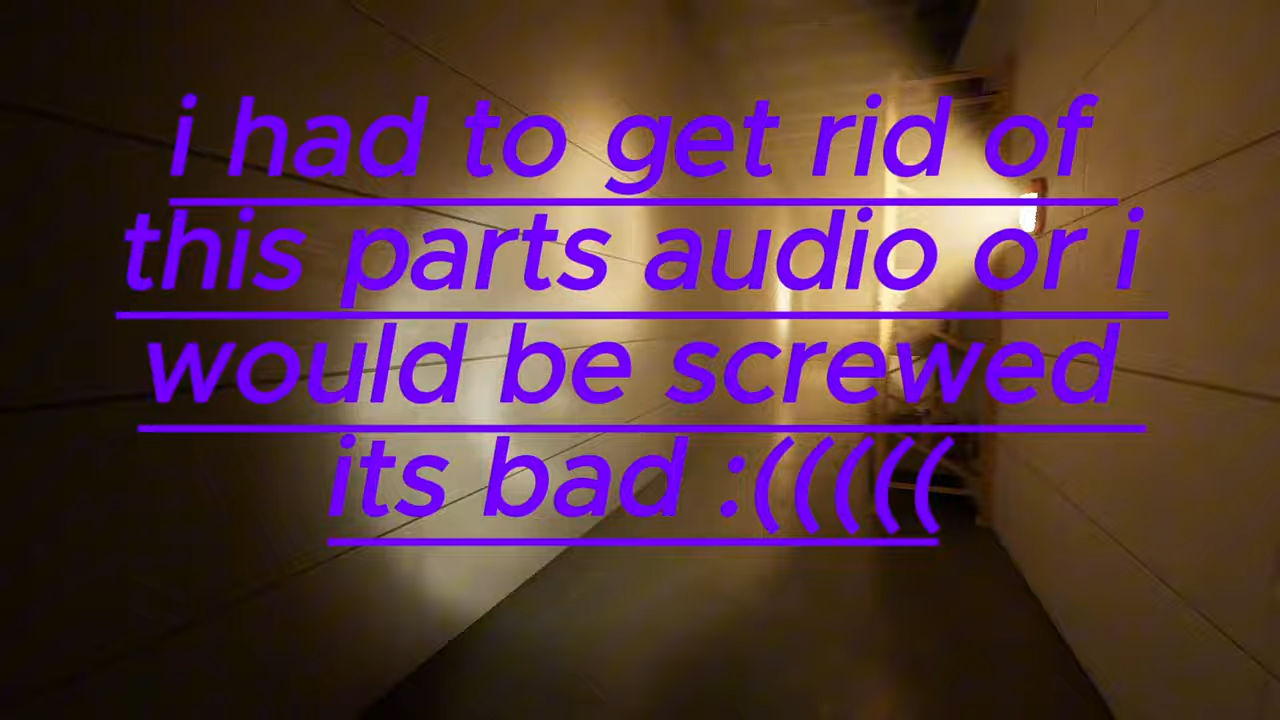 i had to get rid of
this parts audio or i
would be screwed
its bad :(((((